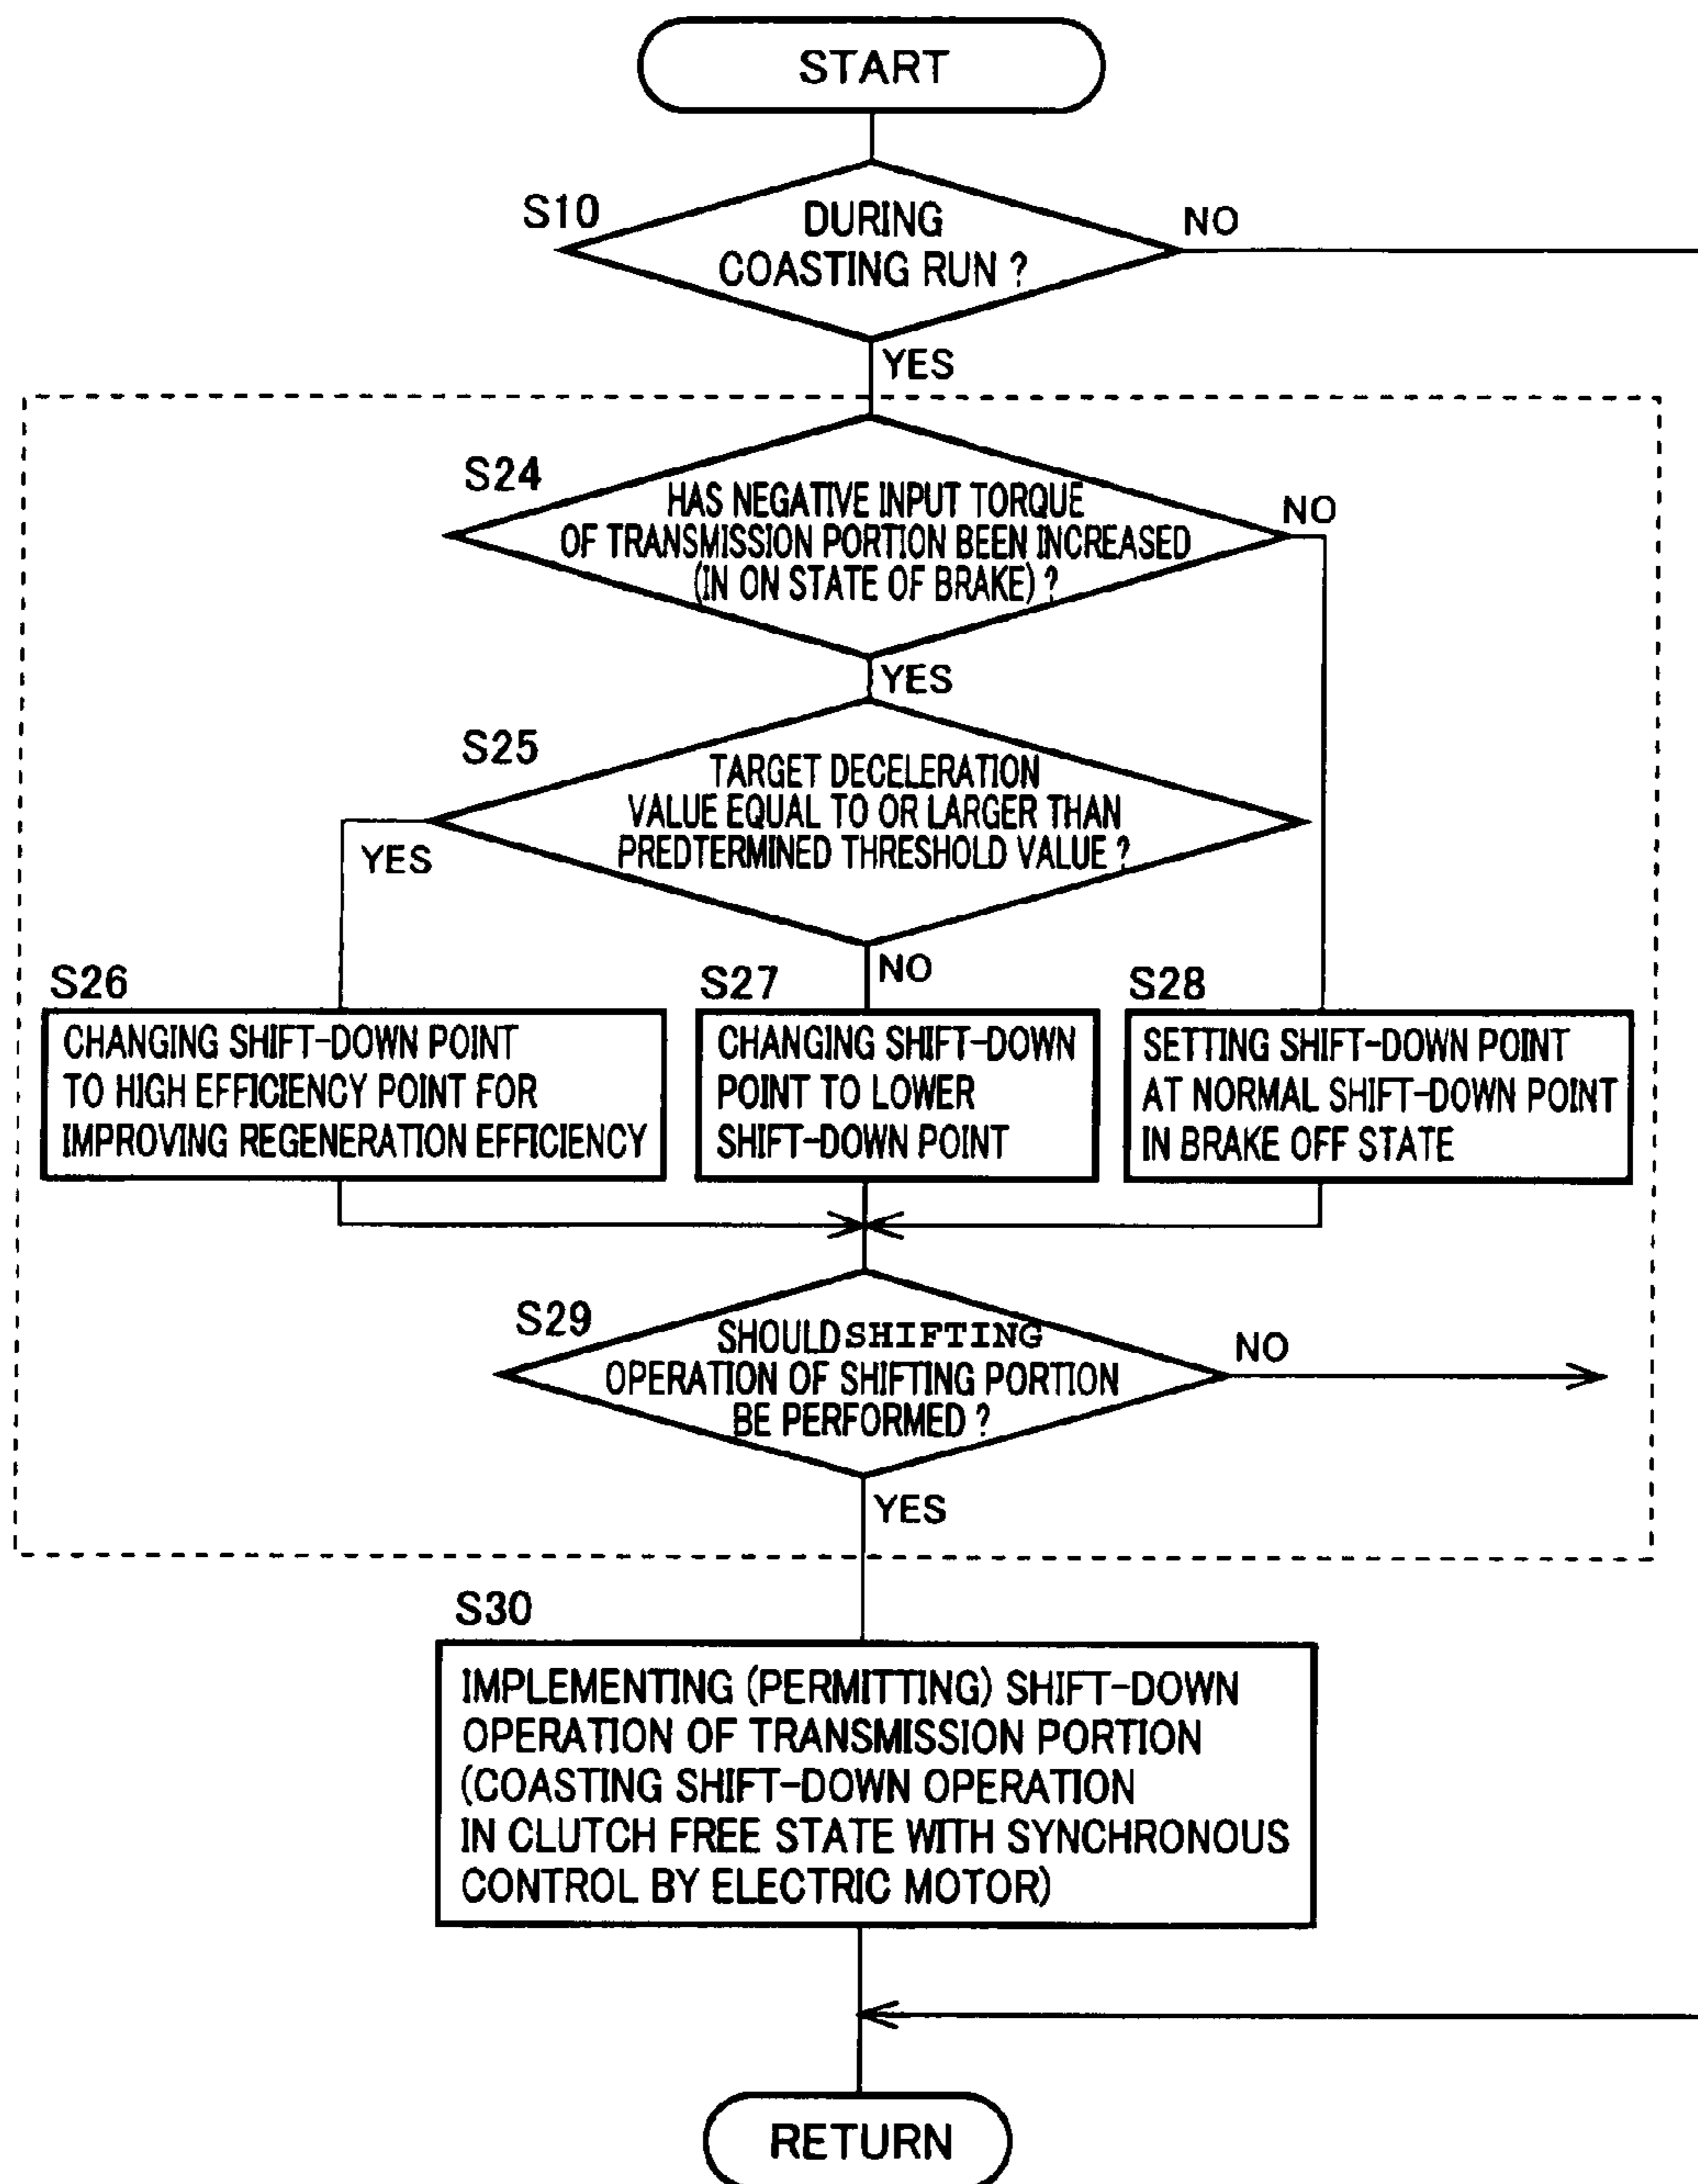 START
S10
DURING
COASTING RUN ?
NO
YES
S24
HAS NEGATIVE INPUT TORQUE
OF TRANSMISSION PORTION BEEN INCREASED
(IN ON STATE OF BRAKE) ?
NO
YES
S25
TARGET DECELERATION
VALUE EQUAL TO OR LARGER THAN
PREDTERMINED THRESHOLD VALUE ?
YES
NO
S26
CHANGING SHIFT-DOWN POINT
TO HIGH EFFICIENCY POINT FOR
IMPROVING REGENERATION EFFICIENCY
S27
CHANGING SHIFT-DOWN
POINT TO LOWER
SHIFT-DOWN POINT
S28
SETTING SHIFT-DOWN POINT
AT NORMAL SHIFT-DOWN POINT
IN BRAKE OFF STATE
S29
SHOULD SHIFTING
OPERATION OF SHIFTING PORTION
BE PERFORMED ?
NO
YES
S30
IMPLEMENTING (PERMITTING) SHIFT-DOWN
OPERATION OF TRANSMISSION PORTION
(COASTING SHIFT-DOWN OPERATION
IN CLUTCH FREE STATE WITH SYNCHRONOUS
CONTROL BY ELECTRIC MOTOR)
RETURN